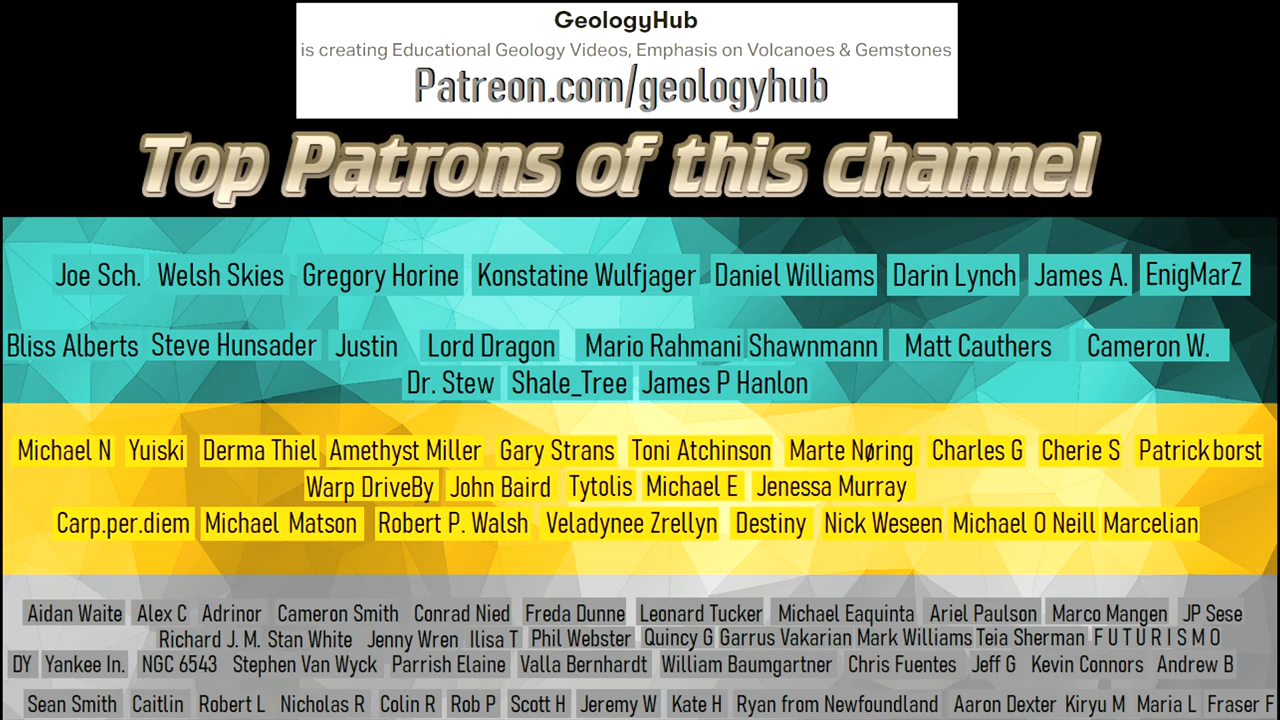 GeologyHub
is creating Educational Geology Videos, Emphasis on Volcanoes & Gemstones
Patreon.com/geologyhub
Top Patrons of this channel
Joe Sch. Welsh Skies Gregory Horine Konstatine Wulfjager Daniel Williams Darin Lynch James A. EnigMarZ
Bliss Alberts Steve Hunsader Justin Lord Dragon Mario Rahmani Shawnmann Matt Cauthers Cameron W.
Dr. Stew Shale_Tree James P Hanlon
Michael N Yuiski Derma Thiel Amethyst Miller Gary Strans Toni Atchinson Marte Nøring Charles G Cherie S Patrick borst
Warp DriveBy John Baird Tytolis Michael E Jenessa Murray
Carp.per.diem Michael Matson Robert P. Walsh Veladynee Zrellyn Destiny Nick Weseen Michael O Neill Marcelian
Aidan Waite Alex C Adrinor Cameron Smith Conrad Nied Freda Dunne Leonard Tucker Michael Eaquinta Ariel Paulson Marco Mangen JP Sese
Richard J. M. Stan White Jenny Wren Ilisa T Phil Webster Quincy G Garrus Vakarian Mark Williams Teia Sherman F U T U R I S M O
DY Yankee In. NGC 6543 Stephen Van Wyck Parrish Elaine Valla Bernhardt William Baumgartner Chris Fuentes Jeff G Kevin Connors Andrew B
Sean Smith Caitlin Robert L Nicholas R Colin R Rob P Scott H Jeremy W Kate H Ryan from Newfoundland Aaron Dexter Kiryu M Maria L Fraser F